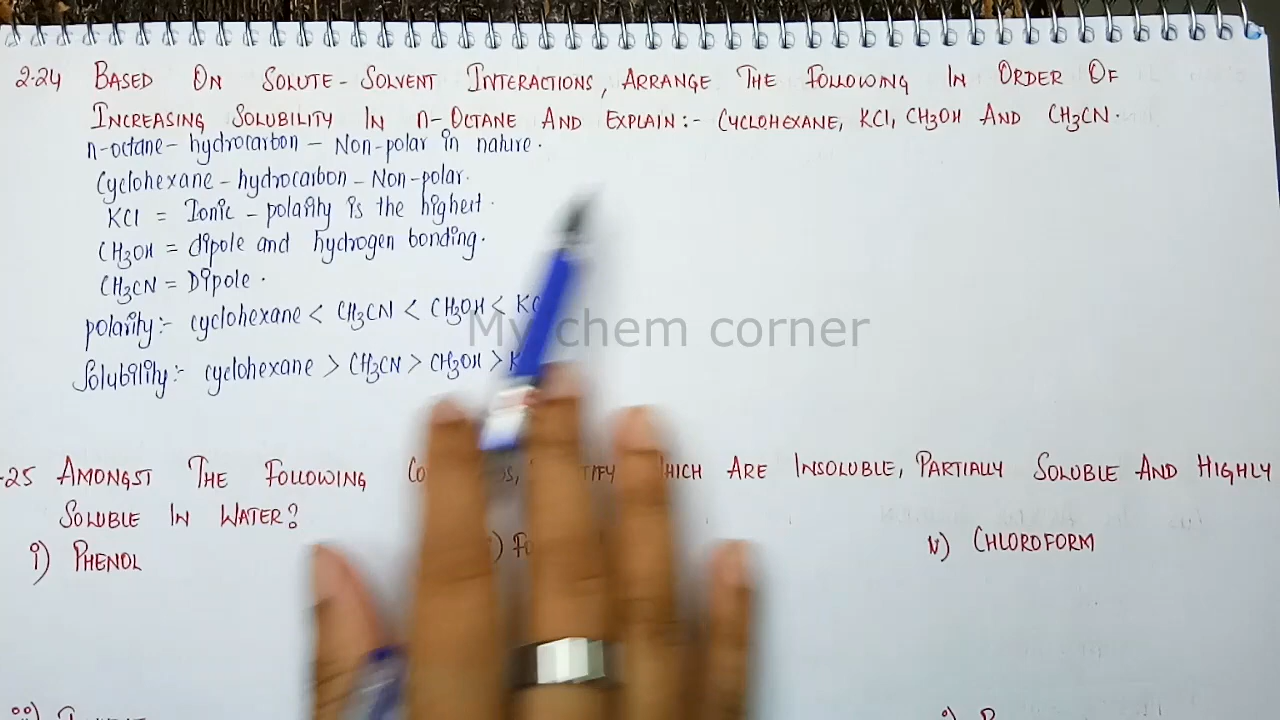 2.24 BASED ON SOLUTE-SOLVENT INTERACTIONS, ARRANGE THE FOLLOWING IN ORDER OF
INCREASING SOLUBILITY IN n-OCTANE AND EXPLAIN:- CYCLOHEXANE, KCl, CH3OH AND CH3CN.
n-octane - hydrocarbon - Non-polar in nature.
Cyclohexane - hydrocarbon - Non-polar.
KCl = Ionic - polarity is the highest.
CH3OH = dipole and hydrogen bonding.
CH3CN = Dipole.
polarity:- cyclohexane < CH3CN < CH3OH < KC
My chem corner
Solubility:- cyclohexane > CH3CN > CH3OH > K
.25 AMONGST THE FOLLOWING WHICH ARE INSOLUBLE, PARTIALLY SOLUBLE AND HIGHLY
SOLUBLE IN WATER?
i) PHENOL
v) CHLOROFORM